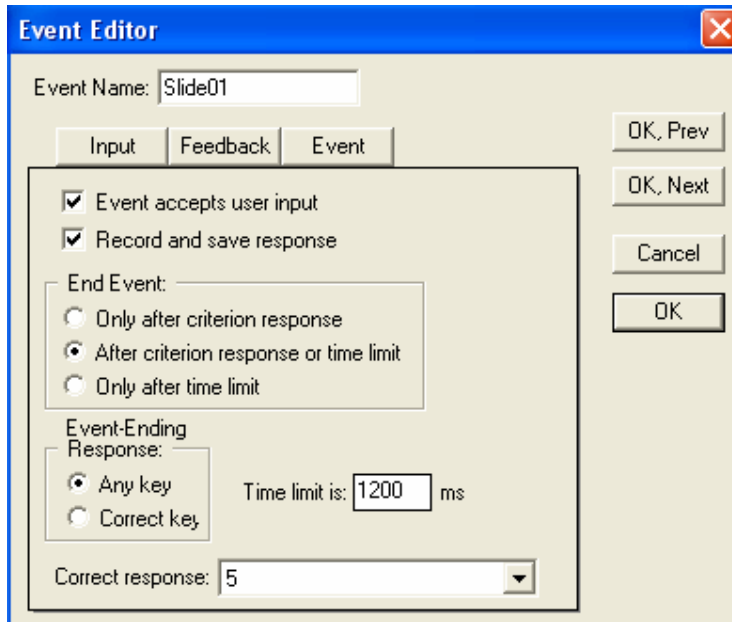 Event Editor
Event Name: Slide01
Input Feedback Event
OK, Prev
OK, Next
Cancel
OK
Event accepts user input
Record and save response
End Event:
Only after criterion response
After criterion response or time limit
Only after time limit
Event-Ending
Response:
Any key
Correct key
Time limit is: 1200 ms
Correct response: 5